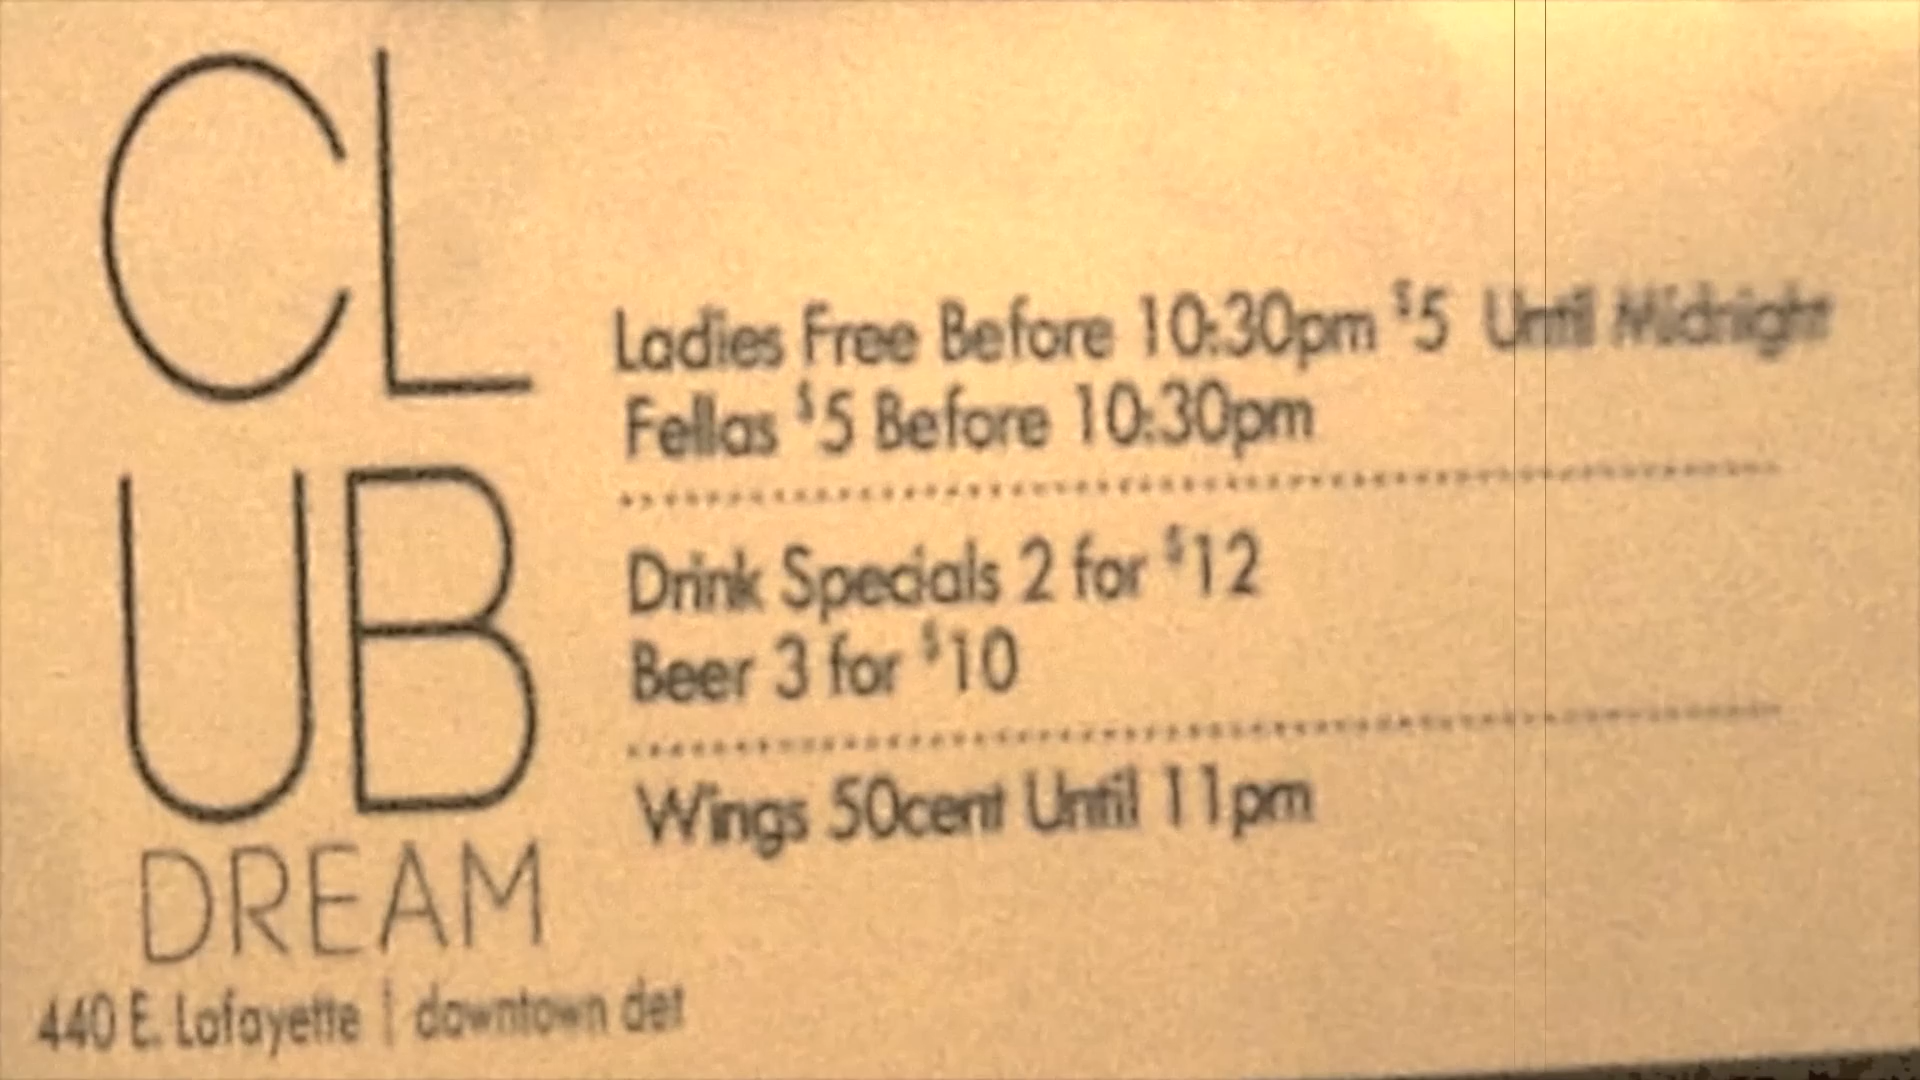 CL
UB
DREAM
440 E. Lafayette | downtown det
Ladies Free Before 10:30pm $5 Until Midnight
Fellas $5 Before 10:30pm
Drink Specials 2 for $12
Beer 3 for $10
Wings 50cent Until 11pm